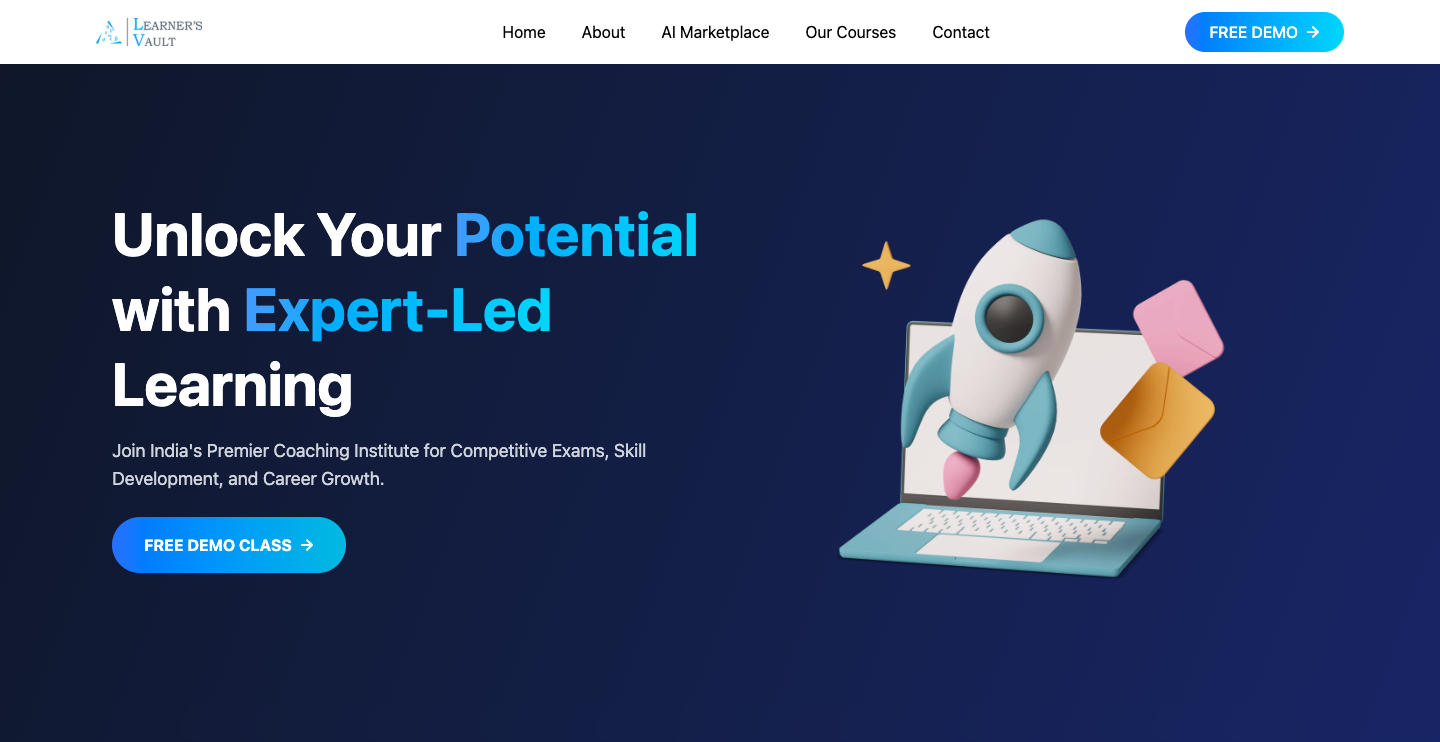 LEARNER'S
VAULT
Home
About
AI Marketplace
Our Courses
Contact
FREE DEMO →
Unlock Your Potential
with Expert-Led
Learning
Join India's Premier Coaching Institute for Competitive Exams, Skill
Development, and Career Growth.
FREE DEMO CLASS →